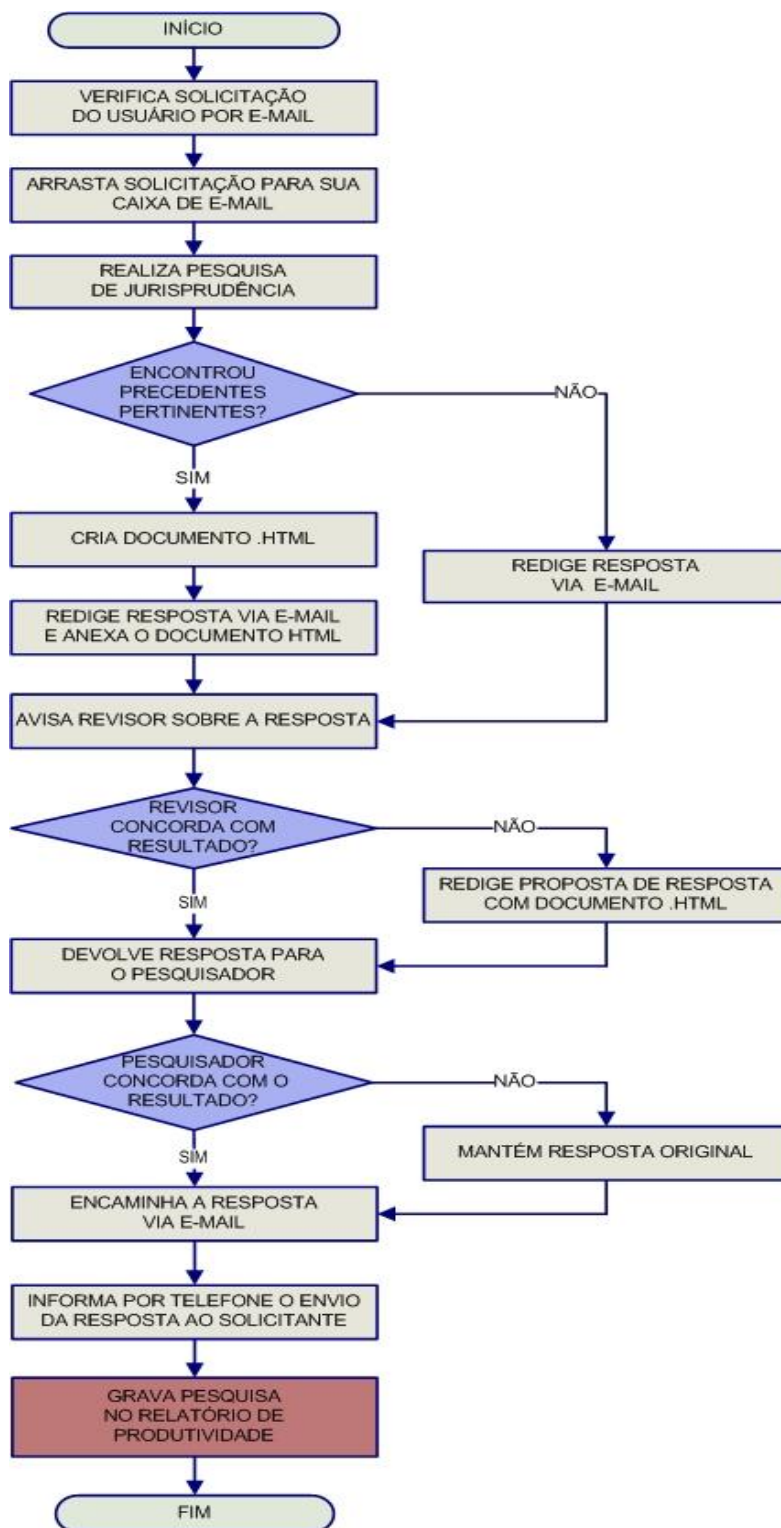 INÍCIO
VERIFICA SOLICITAÇÃO
DO USUÁRIO POR E-MAIL
ARRASTA SOLICITAÇÃO PARA SUA
CAIXA DE E-MAIL
REALIZA PESQUISA
DE JURISPRUDÊNCIA
ENCONTROU
PRECEDENTES
PERTINENTES?
NÃO
SIM
CRIA DOCUMENTO .HTML
REDIGE RESPOSTA
VIA E-MAIL
REDIGE RESPOSTA VIA E-MAIL
E ANEXA O DOCUMENTO HTML
AVISA REVISOR SOBRE A RESPOSTA
REVISOR
CONCORDA COM
RESULTADO?
NÃO
SIM
REDIGE PROPOSTA DE RESPOSTA
COM DOCUMENTO .HTML
DEVOLVE RESPOSTA PARA
O PESQUISADOR
PESQUISADOR
CONCORDA COM O
RESULTADO?
NÃO
SIM
MANTÉM RESPOSTA ORIGINAL
ENCAMINHA A RESPOSTA
VIA E-MAIL
INFORMA POR TELEFONE O ENVIO
DA RESPOSTA AO SOLICITANTE
GRAVA PESQUISA
NO RELATÓRIO DE
PRODUTIVIDADE
FIM